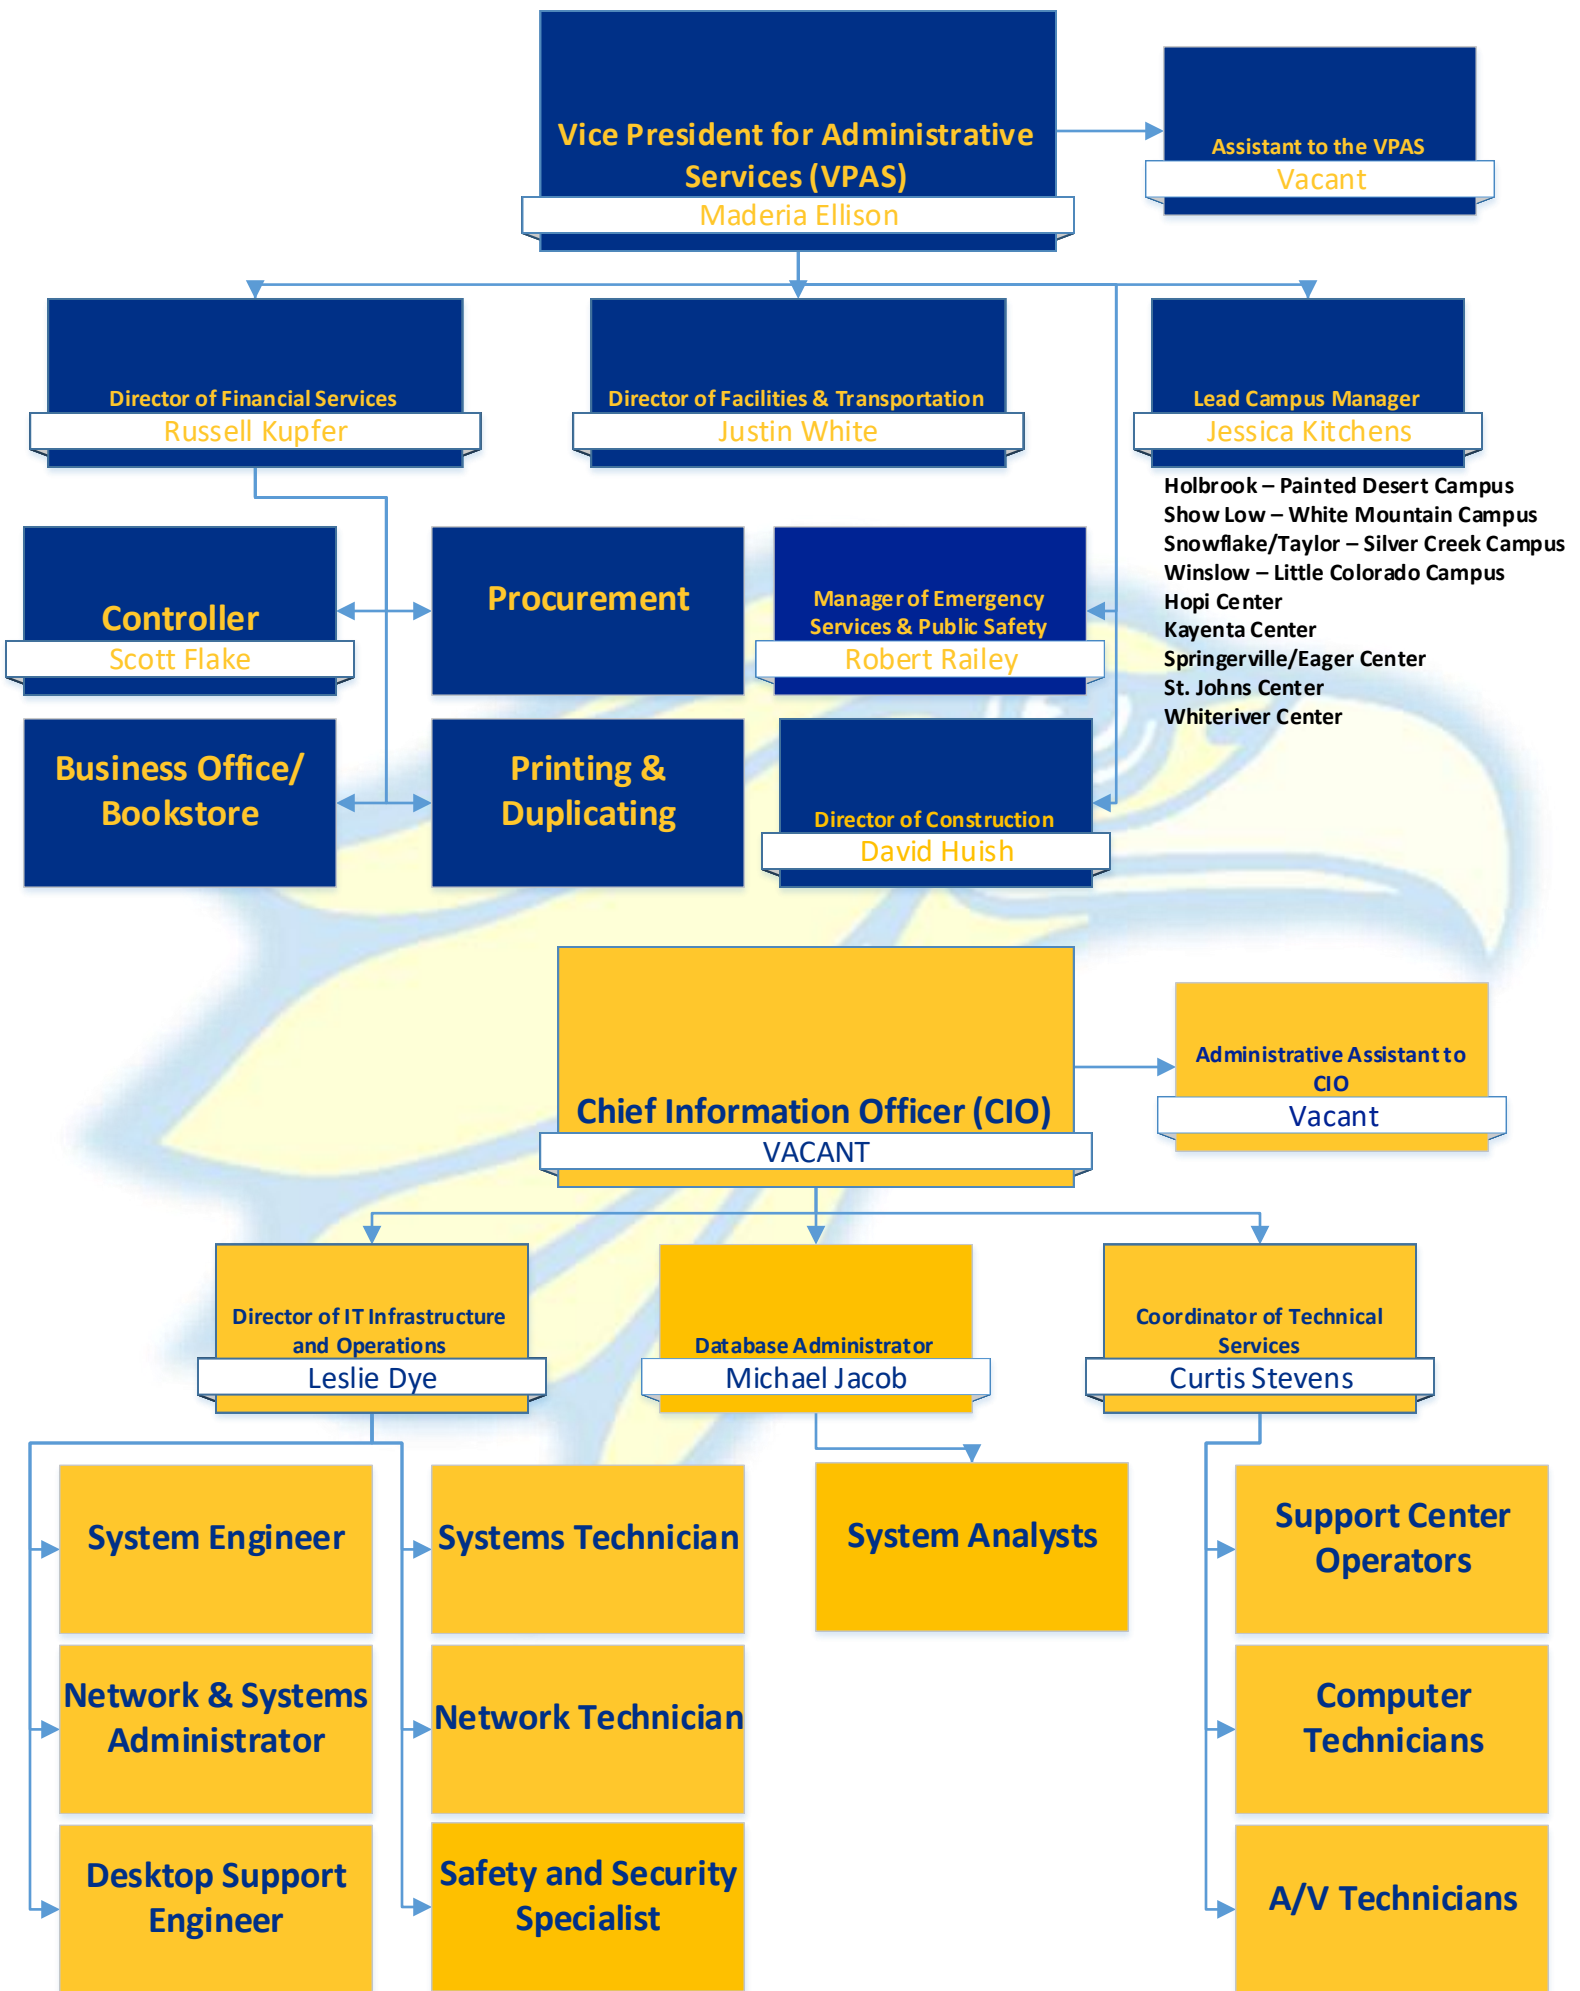 Vice President for Administrative
Services (VPAS)
Maderia Ellison
Assistant to the VPAS
Vacant
Director of Financial Services
Russell Kupfer
Director of Facilities & Transportation
Justin White
Lead Campus Manager
Jessica Kitchens
Holbrook – Painted Desert Campus
Show Low – White Mountain Campus
Snowflake/Taylor – Silver Creek Campus
Winslow – Little Colorado Campus
Hopi Center
Kayenta Center
Springerville/Eager Center
St. Johns Center
Whiteriver Center
Controller
Scott Flake
Procurement
Manager of Emergency
Services & Public Safety
Robert Railey
Business Office/
Bookstore
Printing &
Duplicating
Director of Construction
David Huish
Chief Information Officer (CIO)
VACANT
Administrative Assistant to
CIO
Vacant
Director of IT Infrastructure
and Operations
Leslie Dye
Database Administrator
Michael Jacob
Coordinator of Technical
Services
Curtis Stevens
System Engineer
Systems Technician
System Analysts
Support Center
Operators
Network & Systems
Administrator
Network Technician
Computer
Technicians
Desktop Support
Engineer
Safety and Security
Specialist
A/V Technicians